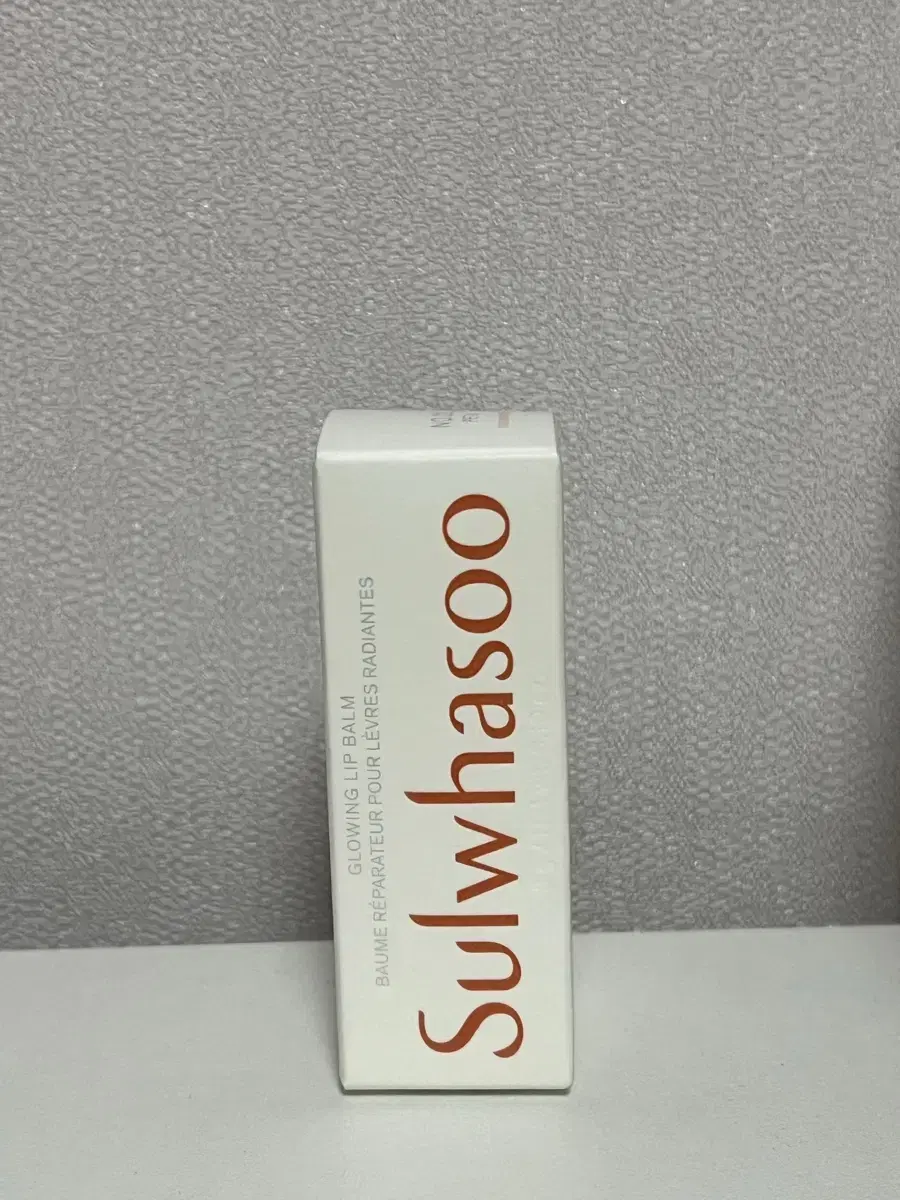 GLOWING LIP BALM
BAUME RÉPARATEUR POUR LÈVRES RADIANTES
Sulwhasoo